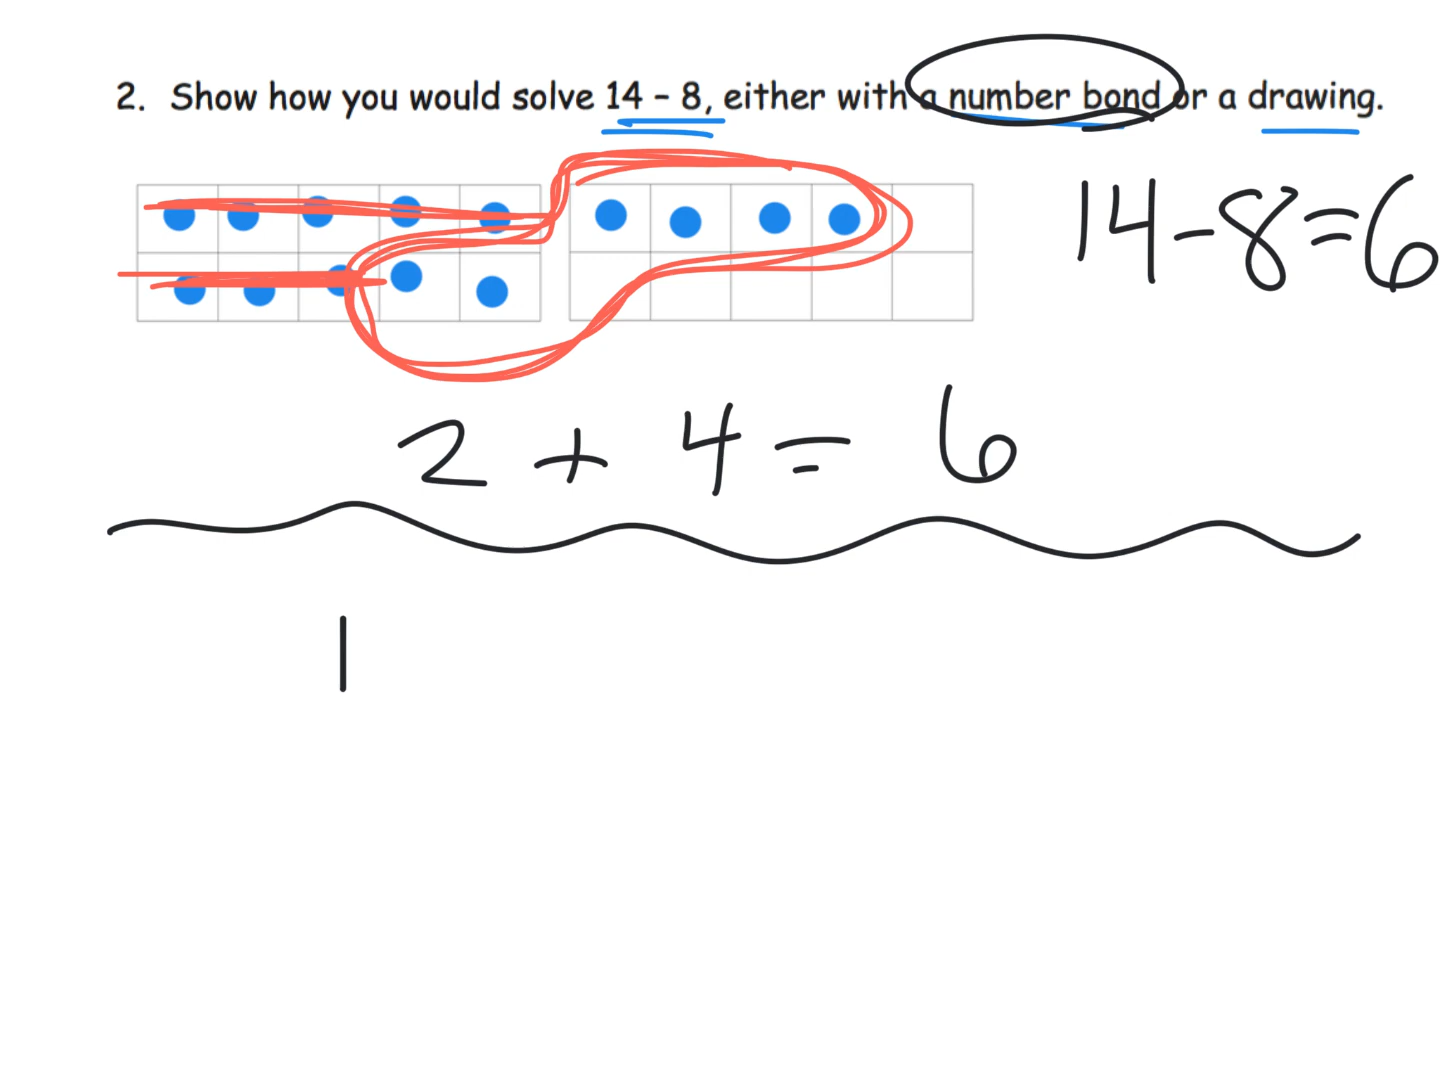 2. Show how you would solve 14 – 8, either with a number bond or a drawing.
14-8=6
2 + 4 = 6
1